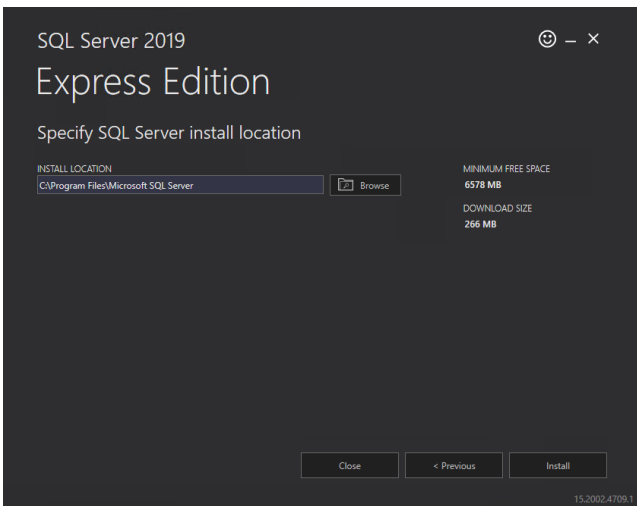 SQL Server 2019
Express Edition
Specify SQL Server install location
INSTALL LOCATION
C:\Program Files\Microsoft SQL Server
Browse
MINIMUM FREE SPACE
6578 MB
DOWNLOAD SIZE
266 MB
Close
< Previous
Install
15.2002.4709.1